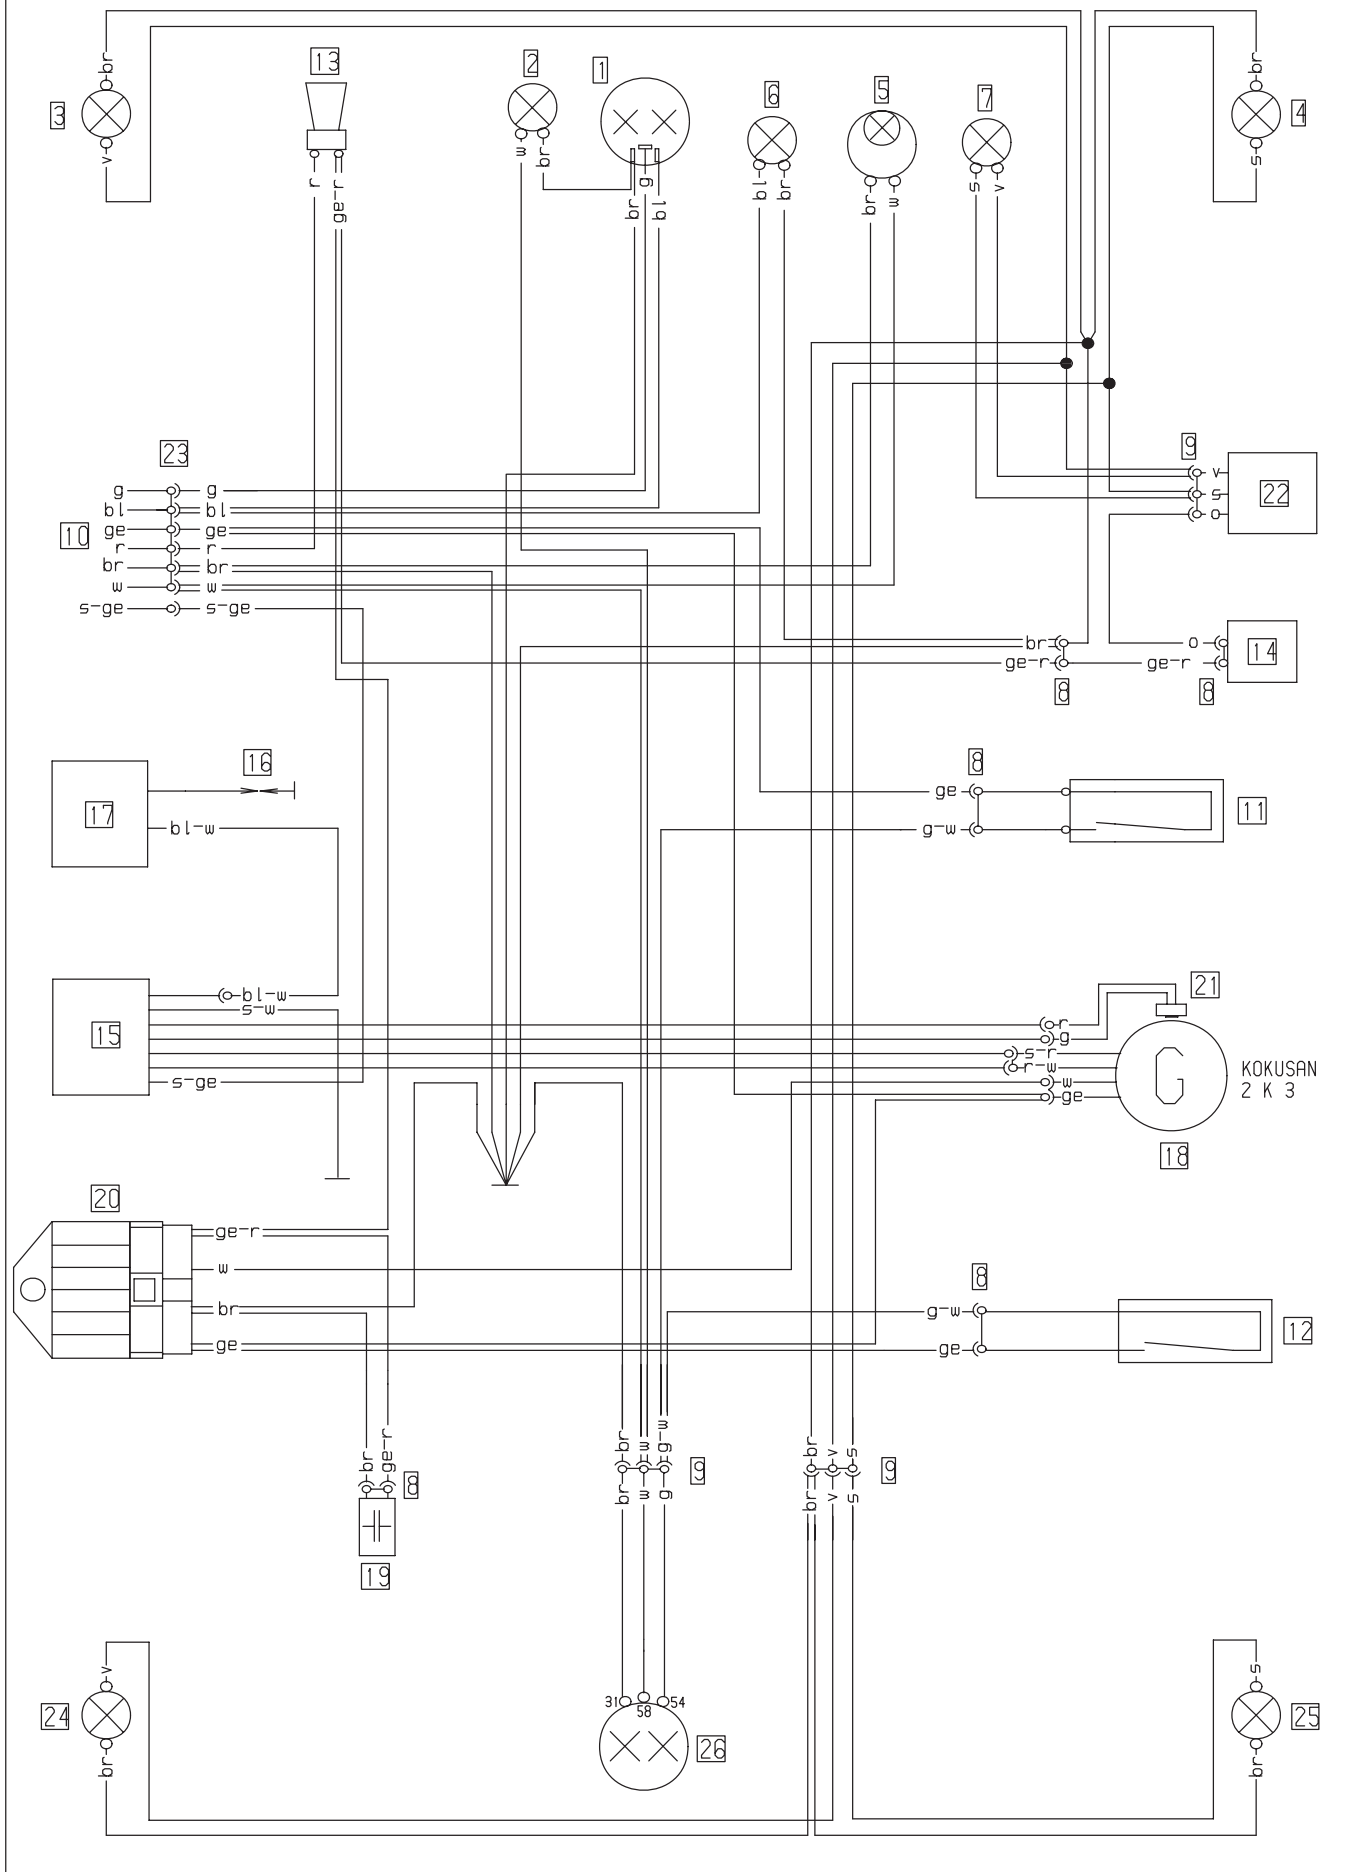 br
br
13
2
1
6
5
7
3
4
v
s
w
br
r
ge-r
g
br
bl
bl
br
br
w
s
v
23
9
g
g
v
bl
bl
s
22
10
ge
ge
o
r
r
br
br
w
w
s-ge
s-ge
br
o
14
ge-r
ge-r
8
8
16
8
17
ge
11
bl-w
g-w
21
bl-w
s-w
r
15
g
s-r
r-w
KOKUSAN
2 K 3
G
s-ge
w
ge
18
20
ge-r
w
8
br
g-w
12
ge
ge
br
ge-r
br
w
g-w
br
v
s
8
9
9
br
w
g
br
v
s
19
v
s
31
58
54
24
25
26
br
br